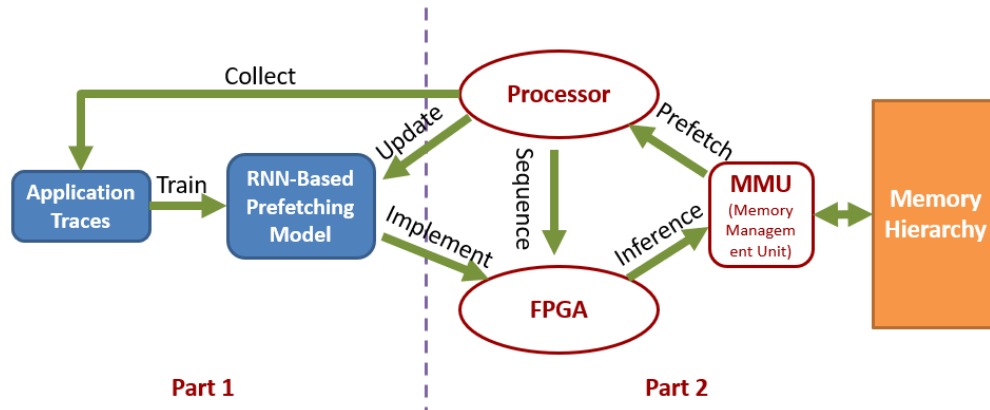 Collect
Processor
Update
Prefetch
Sequence
Application
Traces
Train
RNN-Based
Prefetching
Model
Implement
Inference
MMU
(Memory
Managem
ent Unit)
Memory
Hierarchy
FPGA
Part 1
Part 2